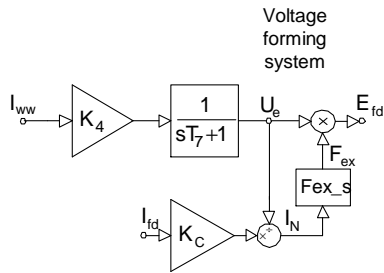 Voltage
forming
system
I_ww
K_4
1
sT_7+1
U_e
×
E_fd
F_ex
Fex_s
I_fd
K_C
×
÷
I_N